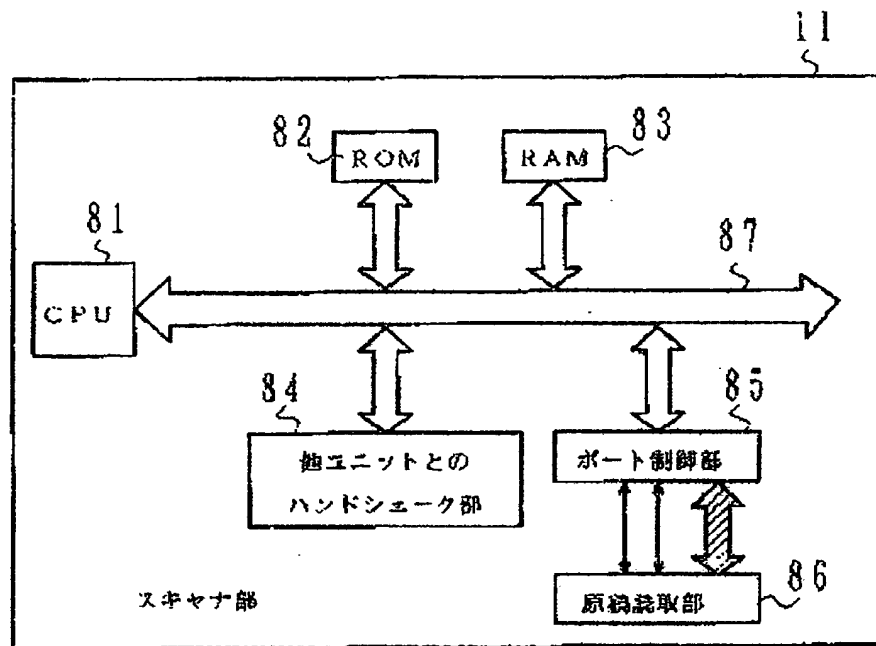 11
82
ROM
83
RAM
81
CPU
87
84
他ユニットとの
ハンドシェーク部
85
ポート制御部
86
原稿読取部
スキャナ部